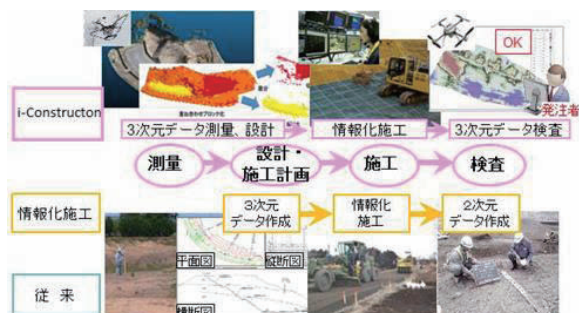 OK
発注者
i-Constructon
3次元データ測量、設計
情報化施工
3次元データ検査
測量
設計・
施工計画
施工
検査
情報化施工
3次元
データ作成
情報化
施工
2次元
データ作成
平面図
縦断図
従 来
横断図